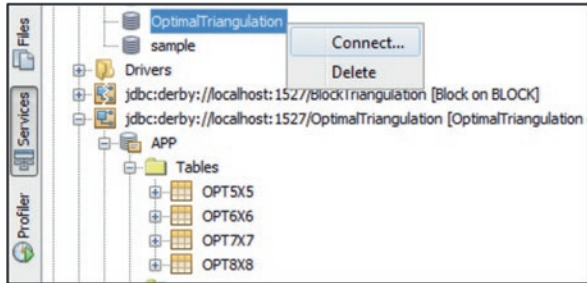 Files
Services
Profiler
OptimalTriangulation
sample
Connect...
Delete
Drivers
jdbc:derby://localhost:1527/BlockTriangulation [Block on BLOCK]
jdbc:derby://localhost:1527/OptimalTriangulation [OptimalTriangulation
APP
Tables
OPT5X5
OPT6X6
OPT7X7
OPT8X8